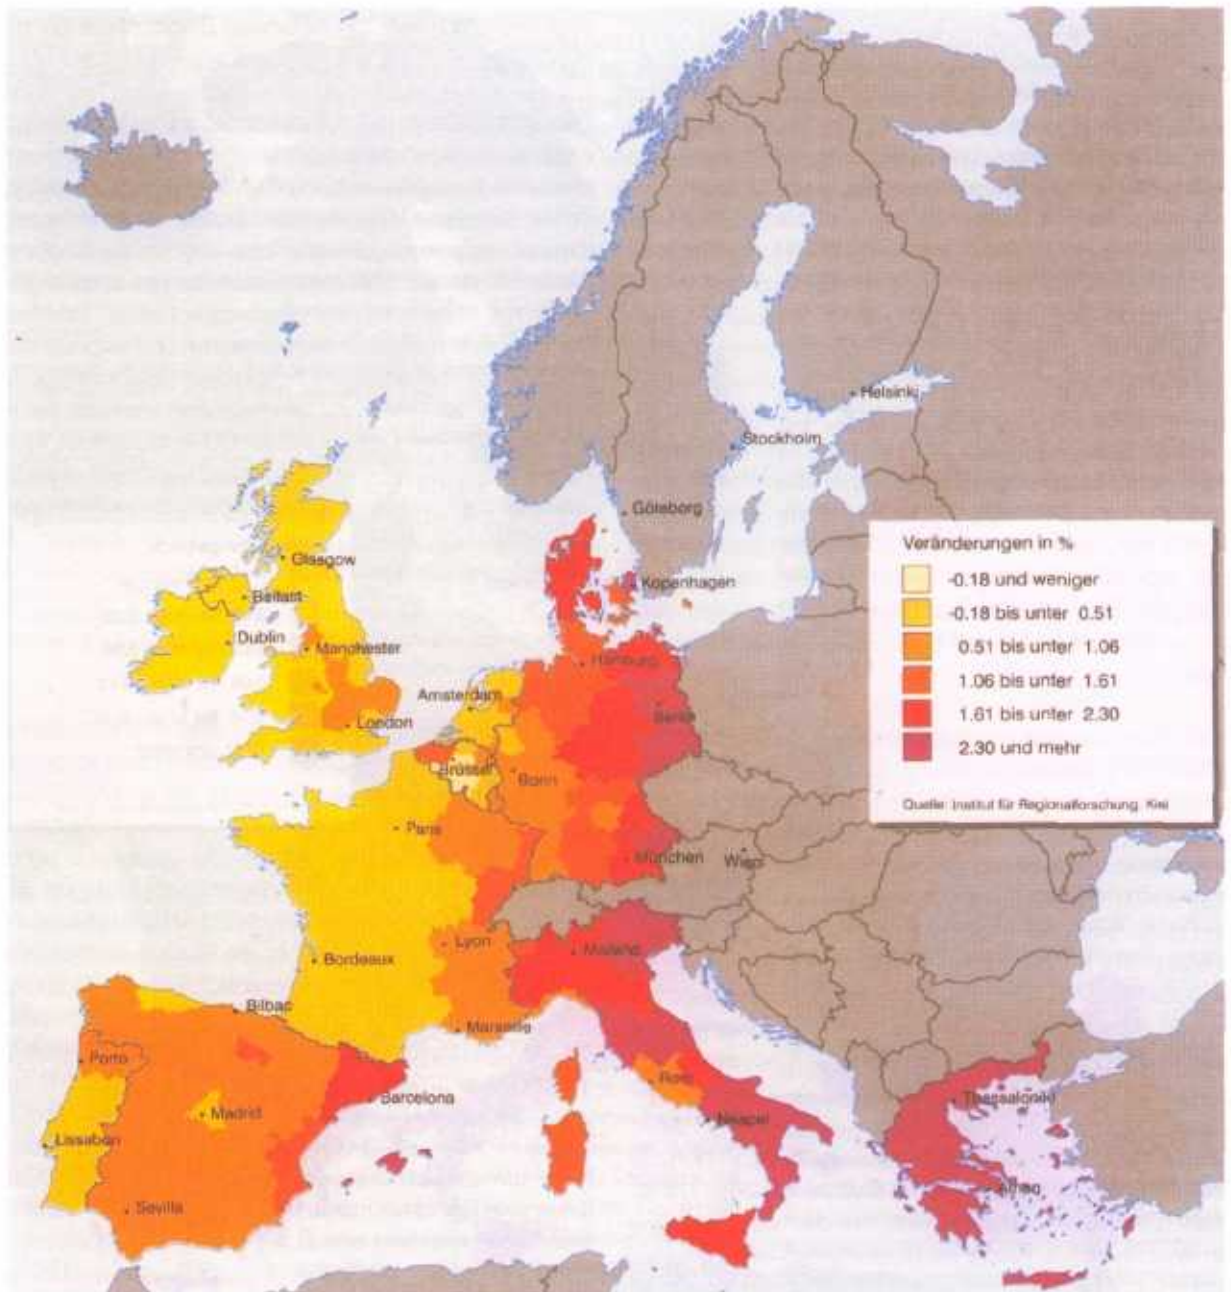 Helsinki
Stockholm
Göteborg
Glasgow
Kopenhagen
Belfast
Dublin
Manchester
Hamburg
Amsterdam
London
Berlin
Brüssel
Bonn
Paris
München
Wien
Lyon
Mailand
Bordeaux
Bilbao
Marseille
Porto
Rom
Madrid
Barcelona
Thessaloniki
Neapel
Lissabon
Athen
Sevilla
Veränderungen in %
-0.18 und weniger
-0.18 bis unter 0.51
0.51 bis unter 1.06
1.06 bis unter 1.61
1.61 bis unter 2.30
2.30 und mehr
Quelle: Institut für Regionalforschung, Kiel